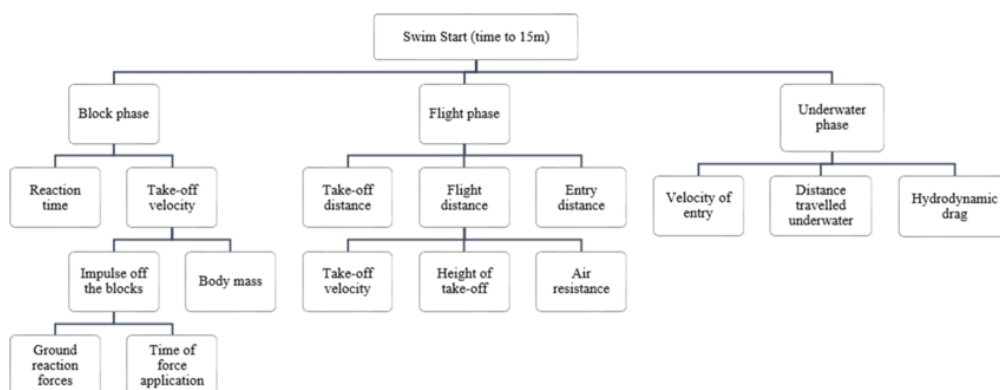 Swim Start (time to 15m)
Block phase
Flight phase
Underwater
phase
Reaction
time
Take-off
velocity
Take-off
distance
Flight
distance
Entry
distance
Velocity of
entry
Distance
travelled
underwater
Hydrodynamic
drag
Impulse off
the blocks
Body mass
Take-off
velocity
Height of
take-off
Air
resistance
Ground
reaction
forces
Time of
force
application